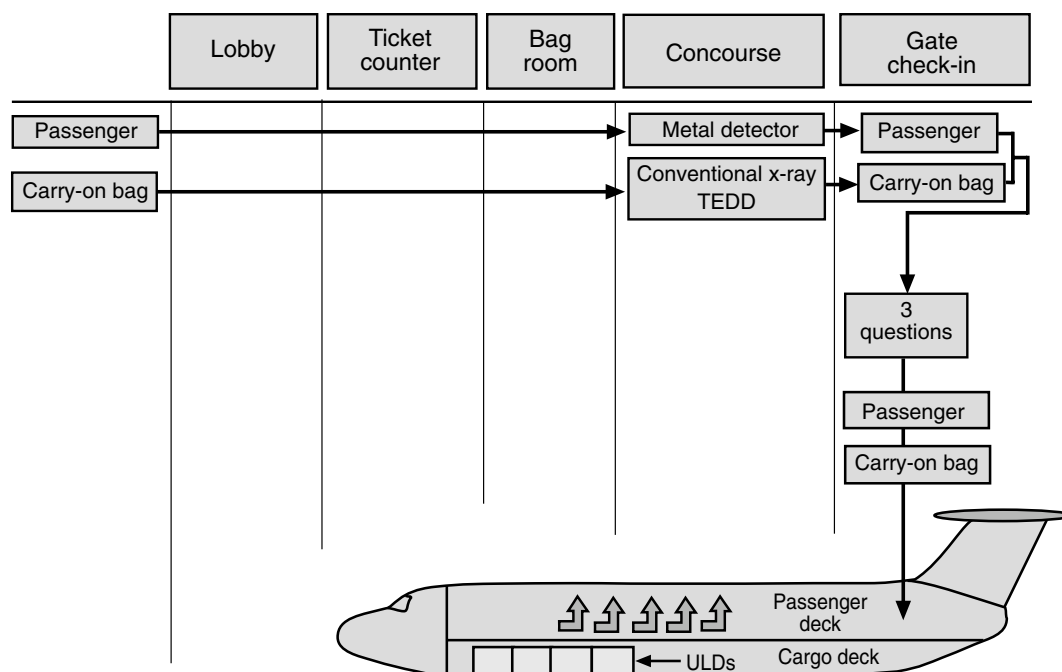 Lobby
Ticket
counter
Bag
room
Concourse
Gate
check-in
Passenger
Metal detector
Passenger
Carry-on bag
Conventional x-ray
TEDD
Carry-on bag
3
questions
Passenger
Carry-on bag
Passenger
deck
ULDs
Cargo deck